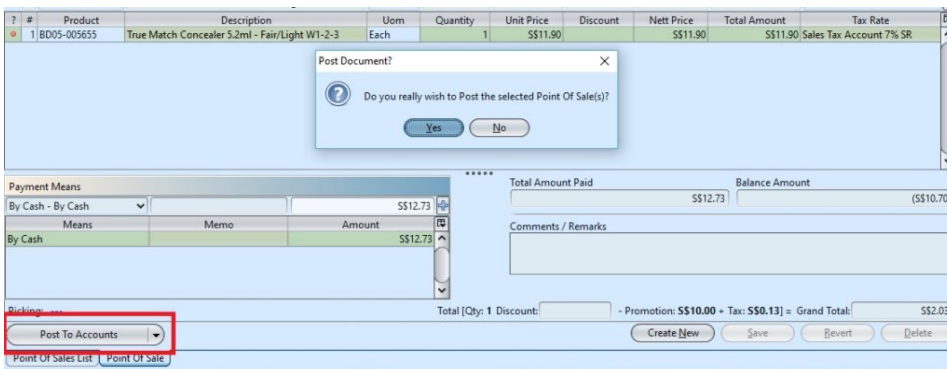 ? # Product Description Uom Quantity Unit Price Discount Nett Price Total Amount Tax Rate
1 BD05-005655 True Match Concealer 5.2ml - Fair/Light W1-2-3 Each 1 S$11.90 S$11.90 S$11.90 Sales Tax Account 7% SR
Post Document?
Do you really wish to Post the selected Point Of Sale(s)?
Yes No
Payment Means
Total Amount Paid Balance Amount
By Cash - By Cash S$12.73
S$12.73 (S$10.70
Means Memo Amount
Comments / Remarks
By Cash S$12.73
Picking: ---
Total [Qty: 1 Discount: - Promotion: S$10.00 + Tax: S$0.13] = Grand Total: S$2.03
Post To Accounts
Create New Save Revert Delete
Point Of Sales List Point Of Sale